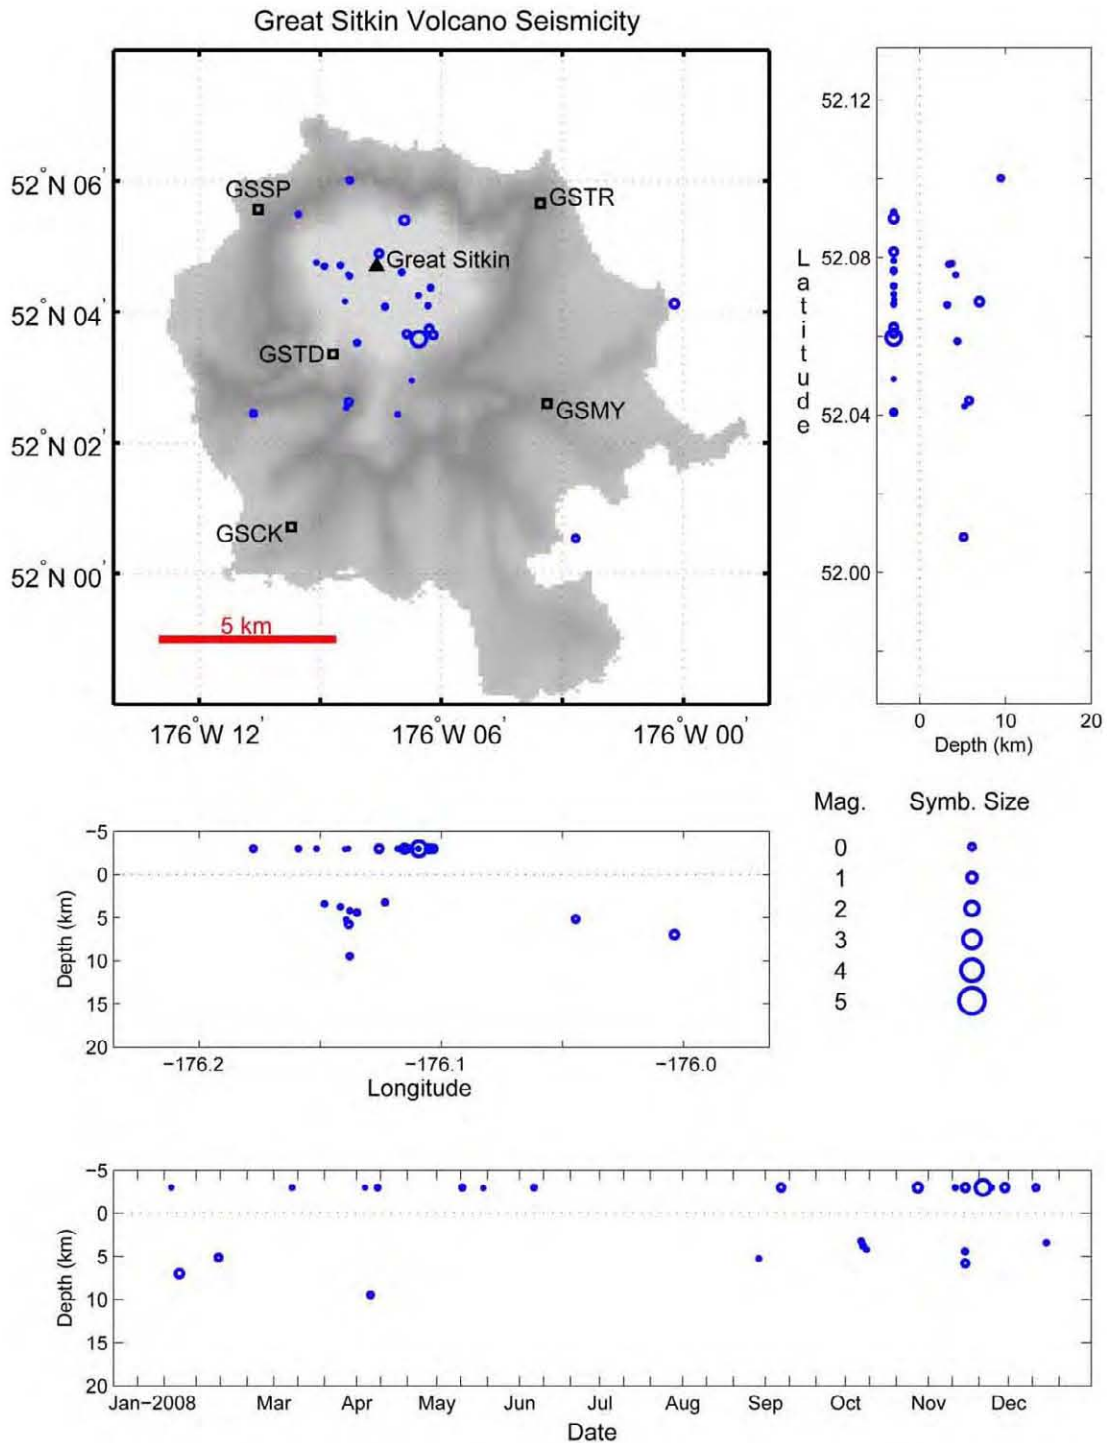 Great Sitkin Volcano Seismicity
52°N 06'
52°N 04'
52°N 02'
52°N 00'
GSSP
GSTR
Great Sitkin
GSTD
GSMY
GSCK
5 km
176°W 12'
176°W 06'
176°W 00'
52.12
52.08
52.04
52.00
Latitude
0
10
20
Depth (km)
−5
0
5
10
15
20
Depth (km)
−176.2
−176.1
−176.0
Longitude
Mag. Symb. Size
0
1
2
3
4
5
−5
0
5
10
15
20
Depth (km)
Jan−2008 Mar Apr May Jun Jul Aug Sep Oct Nov Dec
Date